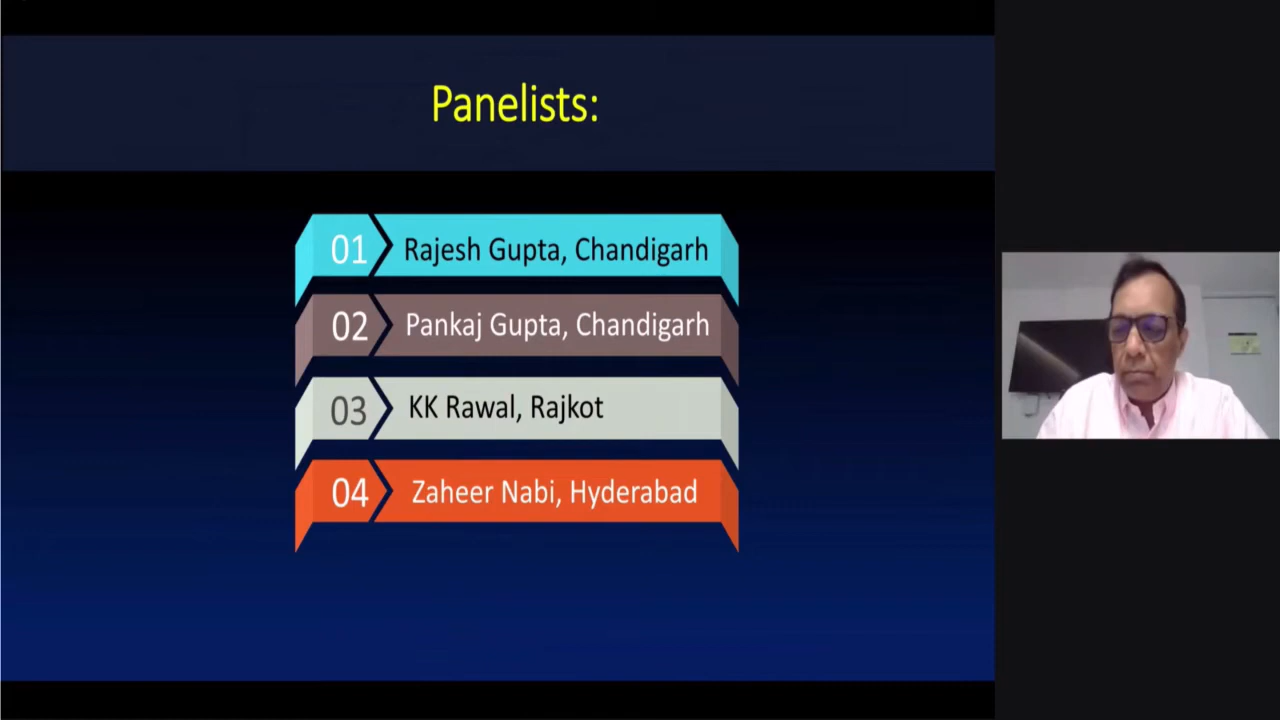 Panelists:
01 Rajesh Gupta, Chandigarh
02 Pankaj Gupta, Chandigarh
03 KK Rawal, Rajkot
04 Zaheer Nabi, Hyderabad